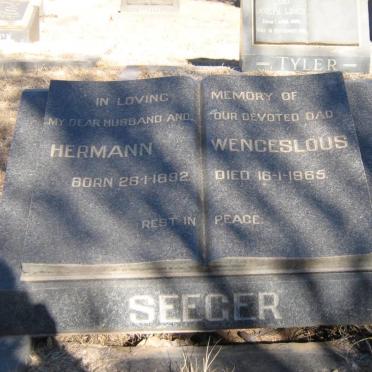 TYLER
IN LOVING MEMORY OF
MY DEAR HUSBAND AND OUR DEVOTED DAD
HERMANN WENCESLOUS
BORN 28-1-1892. DIED 16-1-1965.
REST IN PEACE.
SEEGER